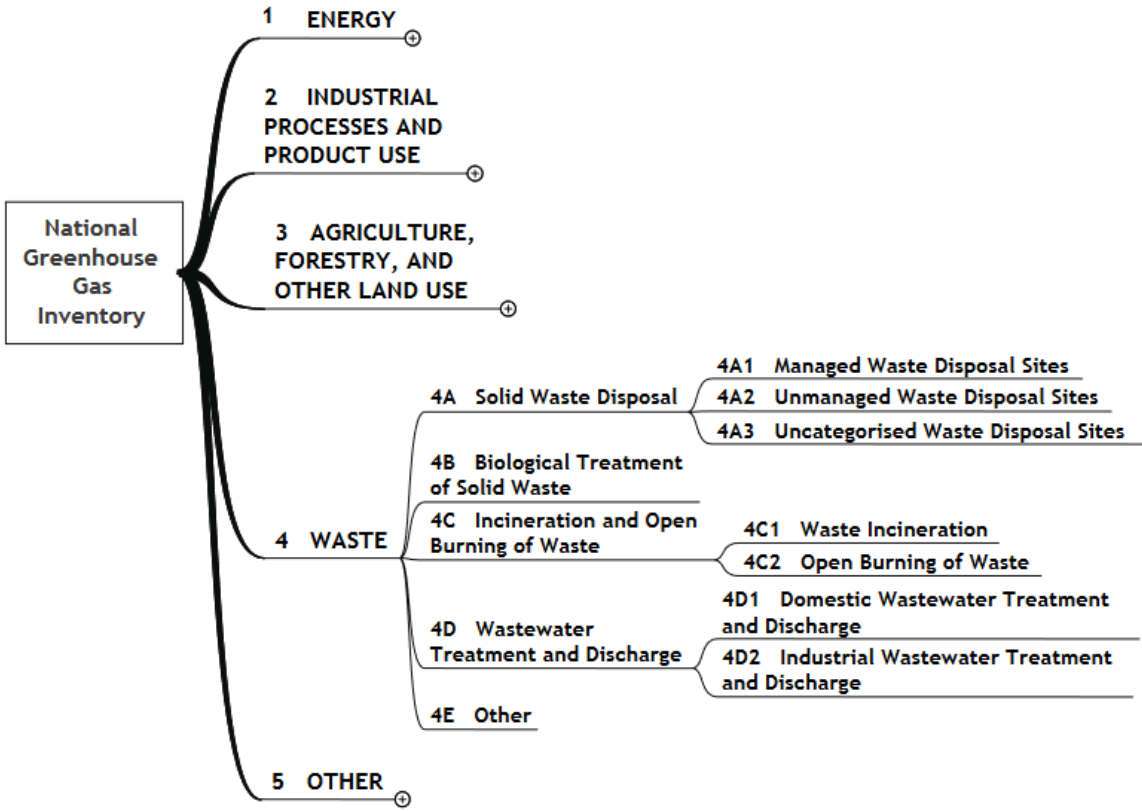 National
Greenhouse
Gas
Inventory
1 ENERGY
2 INDUSTRIAL
PROCESSES AND
PRODUCT USE
3 AGRICULTURE,
FORESTRY, AND
OTHER LAND USE
4 WASTE
4A Solid Waste Disposal
4A1 Managed Waste Disposal Sites
4A2 Unmanaged Waste Disposal Sites
4A3 Uncategorised Waste Disposal Sites
4B Biological Treatment
of Solid Waste
4C Incineration and Open
Burning of Waste
4C1 Waste Incineration
4C2 Open Burning of Waste
4D Wastewater
Treatment and Discharge
4D1 Domestic Wastewater Treatment
and Discharge
4D2 Industrial Wastewater Treatment
and Discharge
4E Other
5 OTHER